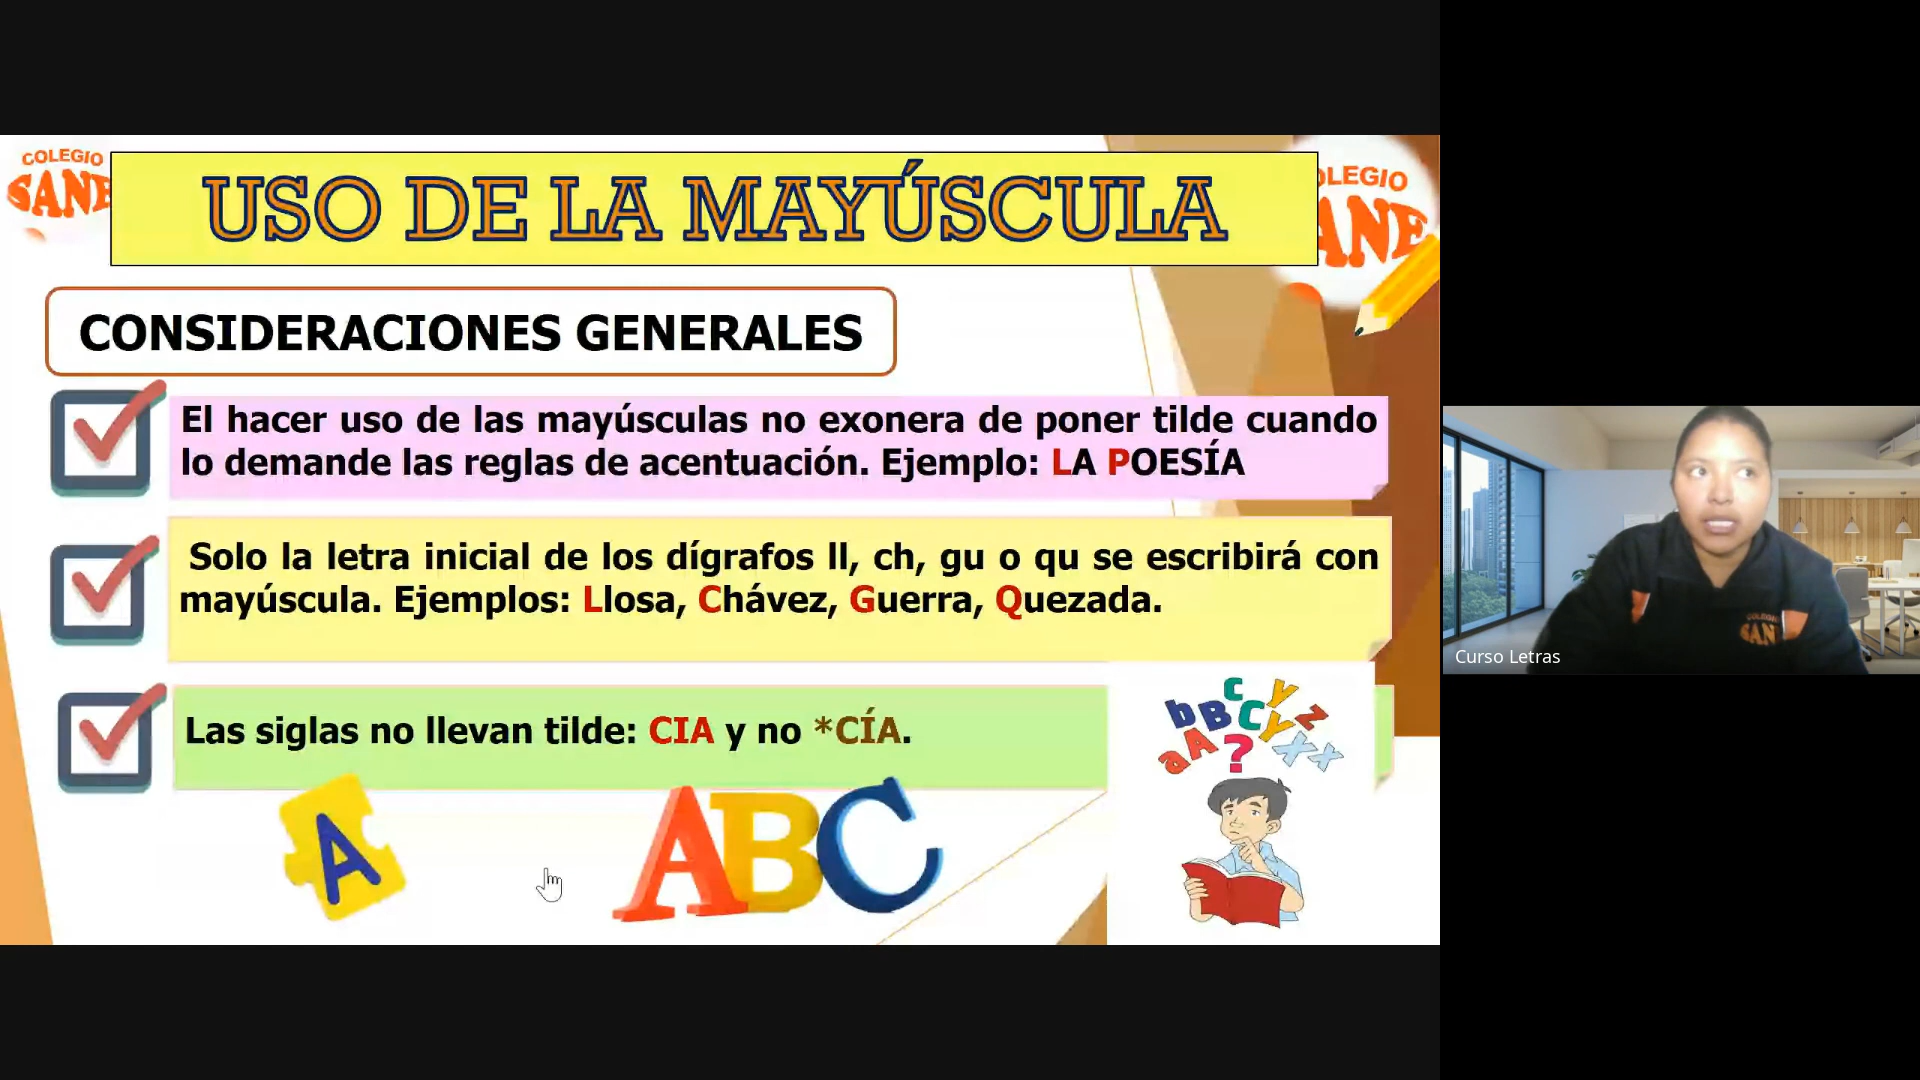 COLEGIO
SANE
USO DE LA MAYÚSCULA
OLEGIO
ANE
CONSIDERACIONES GENERALES
El hacer uso de las mayúsculas no exonera de poner tilde cuando
lo demande las reglas de acentuación. Ejemplo: LA POESÍA
Solo la letra inicial de los dígrafos ll, ch, gu o qu se escribirá con
mayúscula. Ejemplos: Llosa, Chávez, Guerra, Quezada.
Las siglas no llevan tilde: CIA y no *CÍA.
c y
b B C y z
a A ? x x
A
ABC
COLEGIO
SAN
Curso Letras